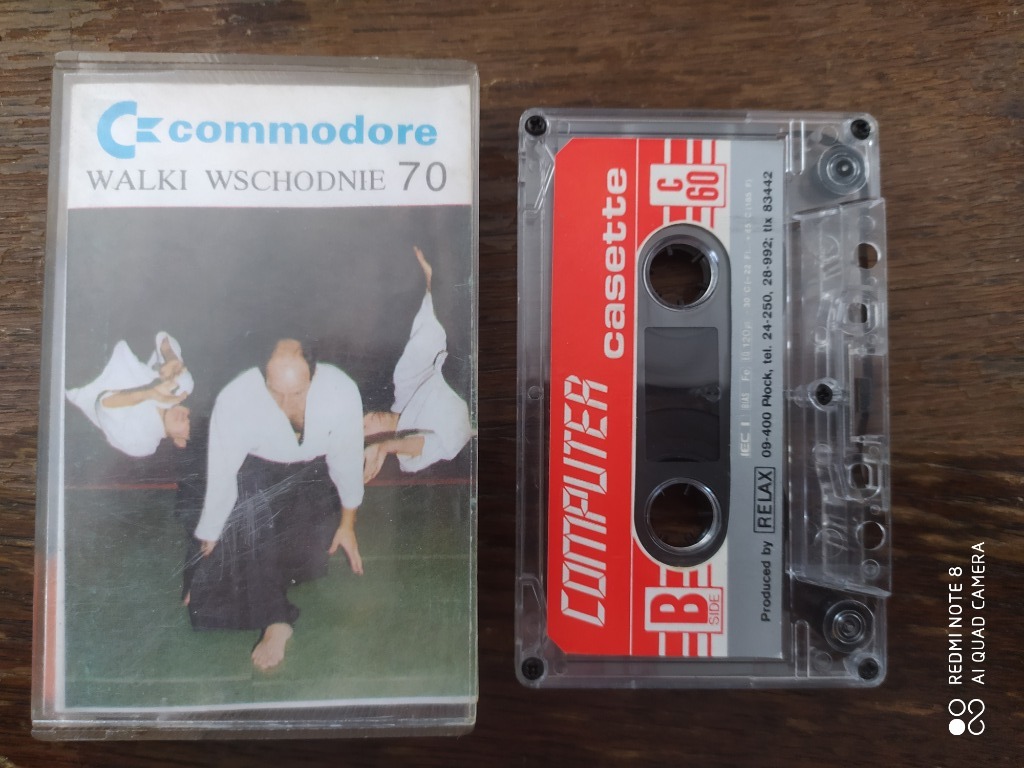 commodore
WALKI WSCHODNIE 70
COMPUTER casette
B SIDE
C 60
IEC I
Produced by RELAX 09-400 Płock, tel. 24-250, 28-992; tlx 83442
REDMI NOTE 8
AI QUAD CAMERA